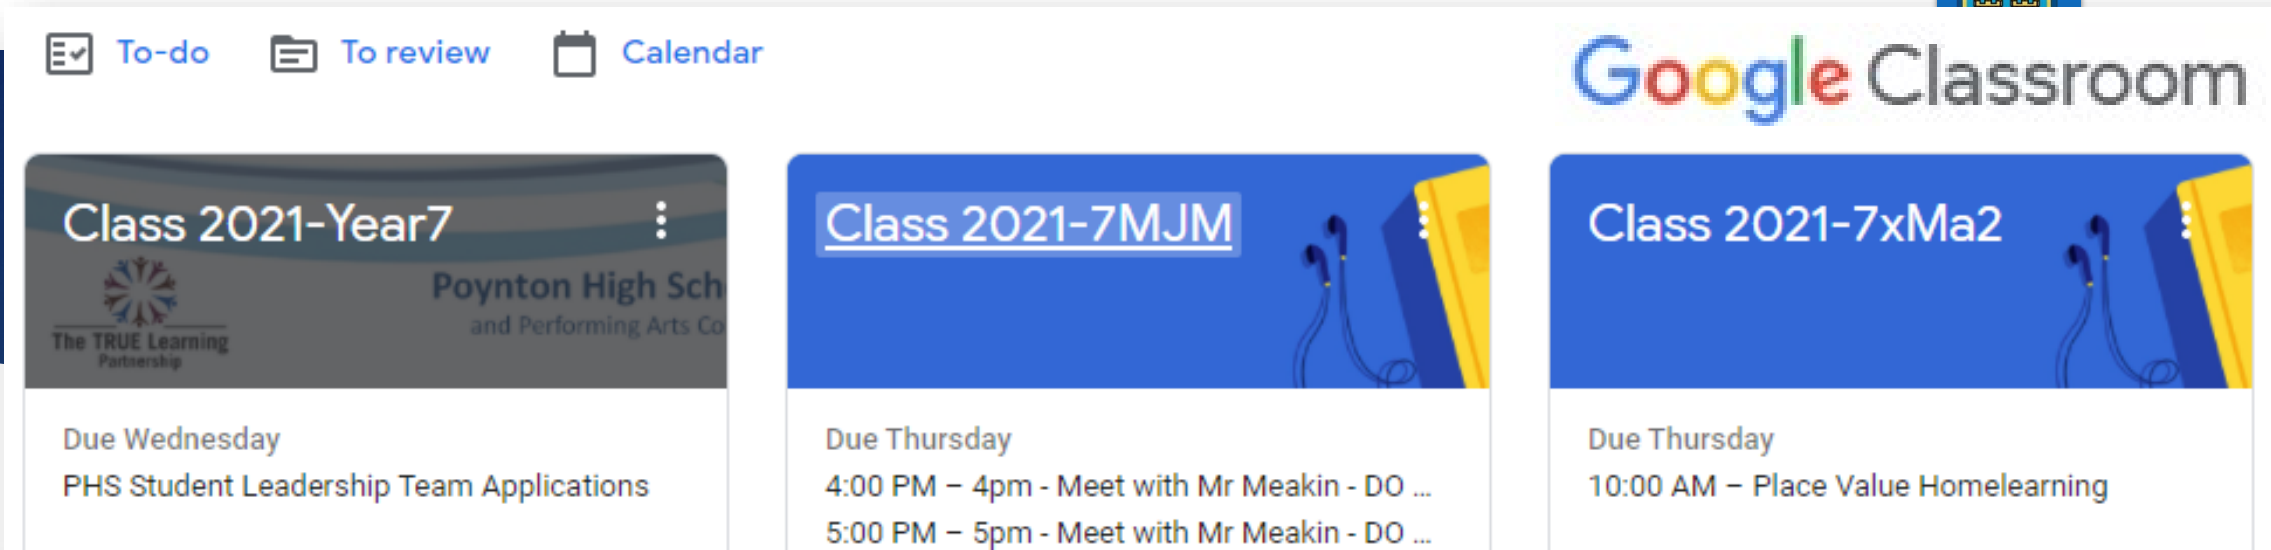 To-do To review Calendar
Google Classroom
Class 2021-Year7
Poynton High Sch
and Performing Arts Co
The TRUE Learning
Partnership
Due Wednesday
PHS Student Leadership Team Applications
Class 2021-7MJM
Due Thursday
4:00 PM – 4pm - Meet with Mr Meakin - DO ...
5:00 PM – 5pm - Meet with Mr Meakin - DO ...
Class 2021-7xMa2
Due Thursday
10:00 AM – Place Value Homelearning